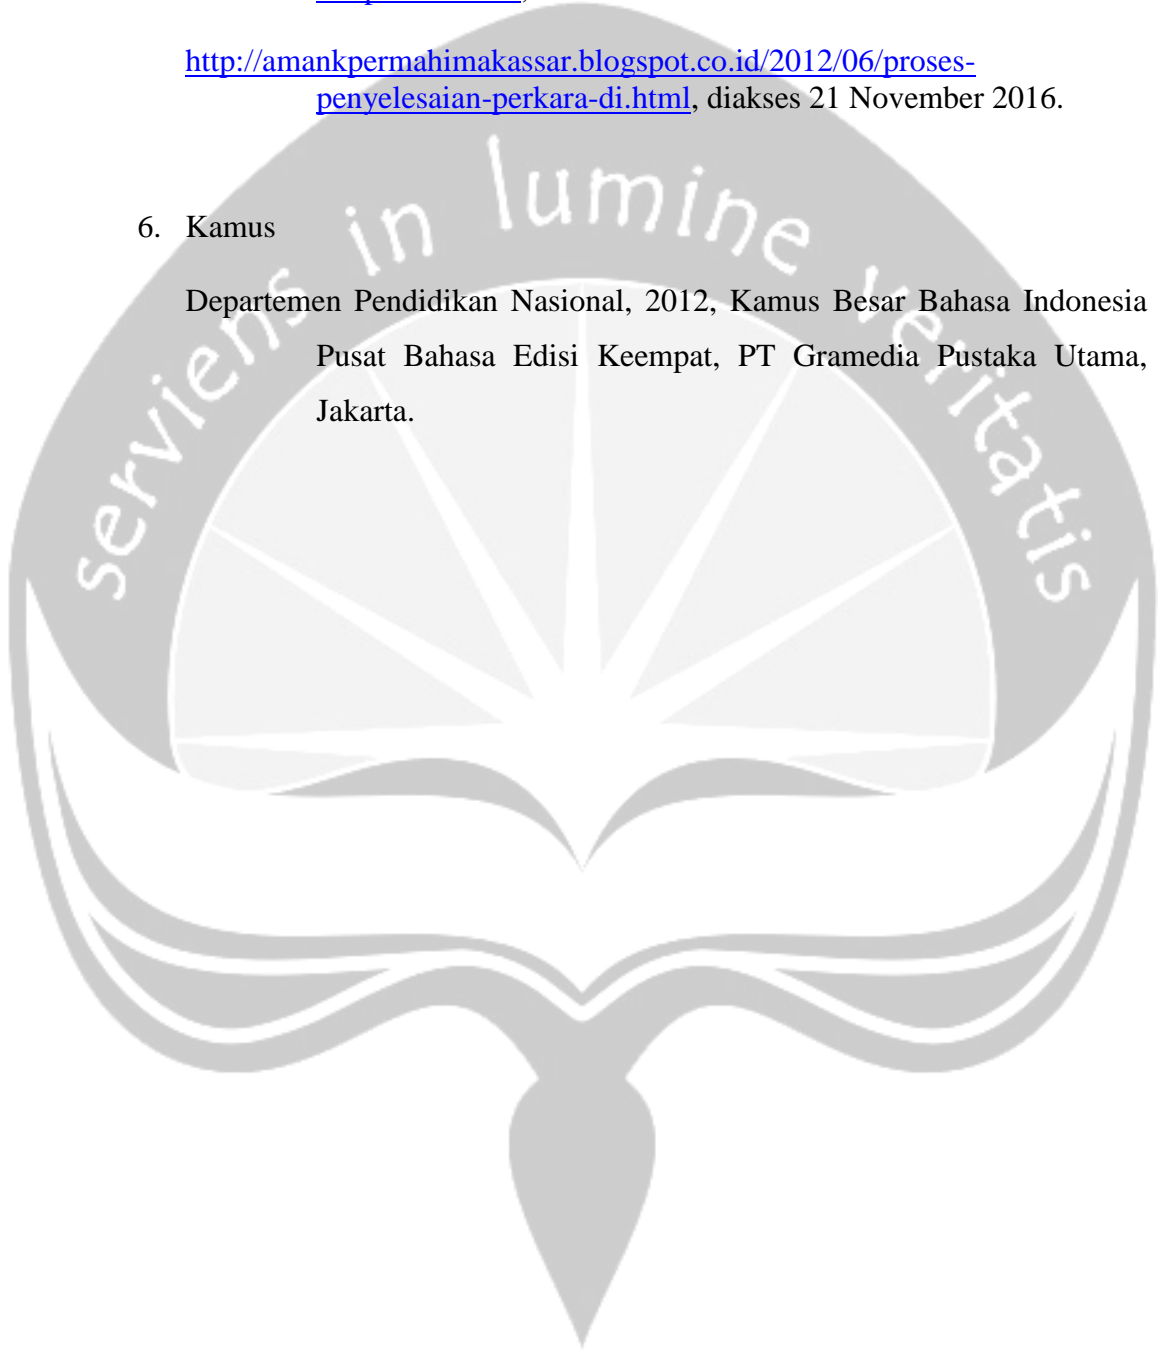 http://amankpermahimakassar.blogspot.co.id/2012/06/proses-
penyelesaian-perkara-di.html, diakses 21 November 2016.
serviens in lumine veritatis
6. Kamus
Departemen Pendidikan Nasional, 2012, Kamus Besar Bahasa Indonesia
Pusat Bahasa Edisi Keempat, PT Gramedia Pustaka Utama,
Jakarta.